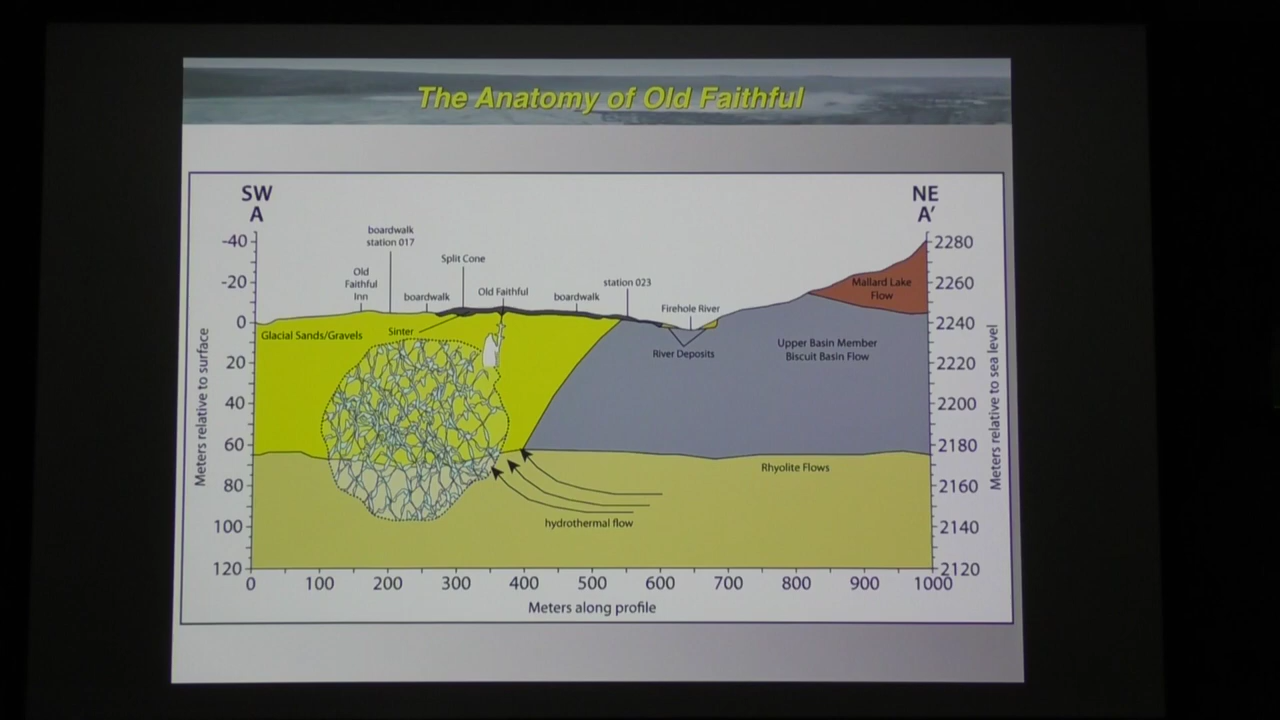 The Anatomy of Old Faithful
SW
A
NE
A'
boardwalk
station 017
Split Cone
Old
Faithful
Inn
boardwalk
Old Faithful
boardwalk
station 023
Firehole River
Mallard Lake
Flow
Glacial Sands/Gravels
Sinter
River Deposits
Upper Basin Member
Biscuit Basin Flow
Rhyolite Flows
hydrothermal flow
Meters relative to surface
-40
-20
0
20
40
60
80
100
120
2280
2260
2240
2220
2200
2180
2160
2140
2120
Meters relative to sea level
0 100 200 300 400 500 600 700 800 900 1000
Meters along profile